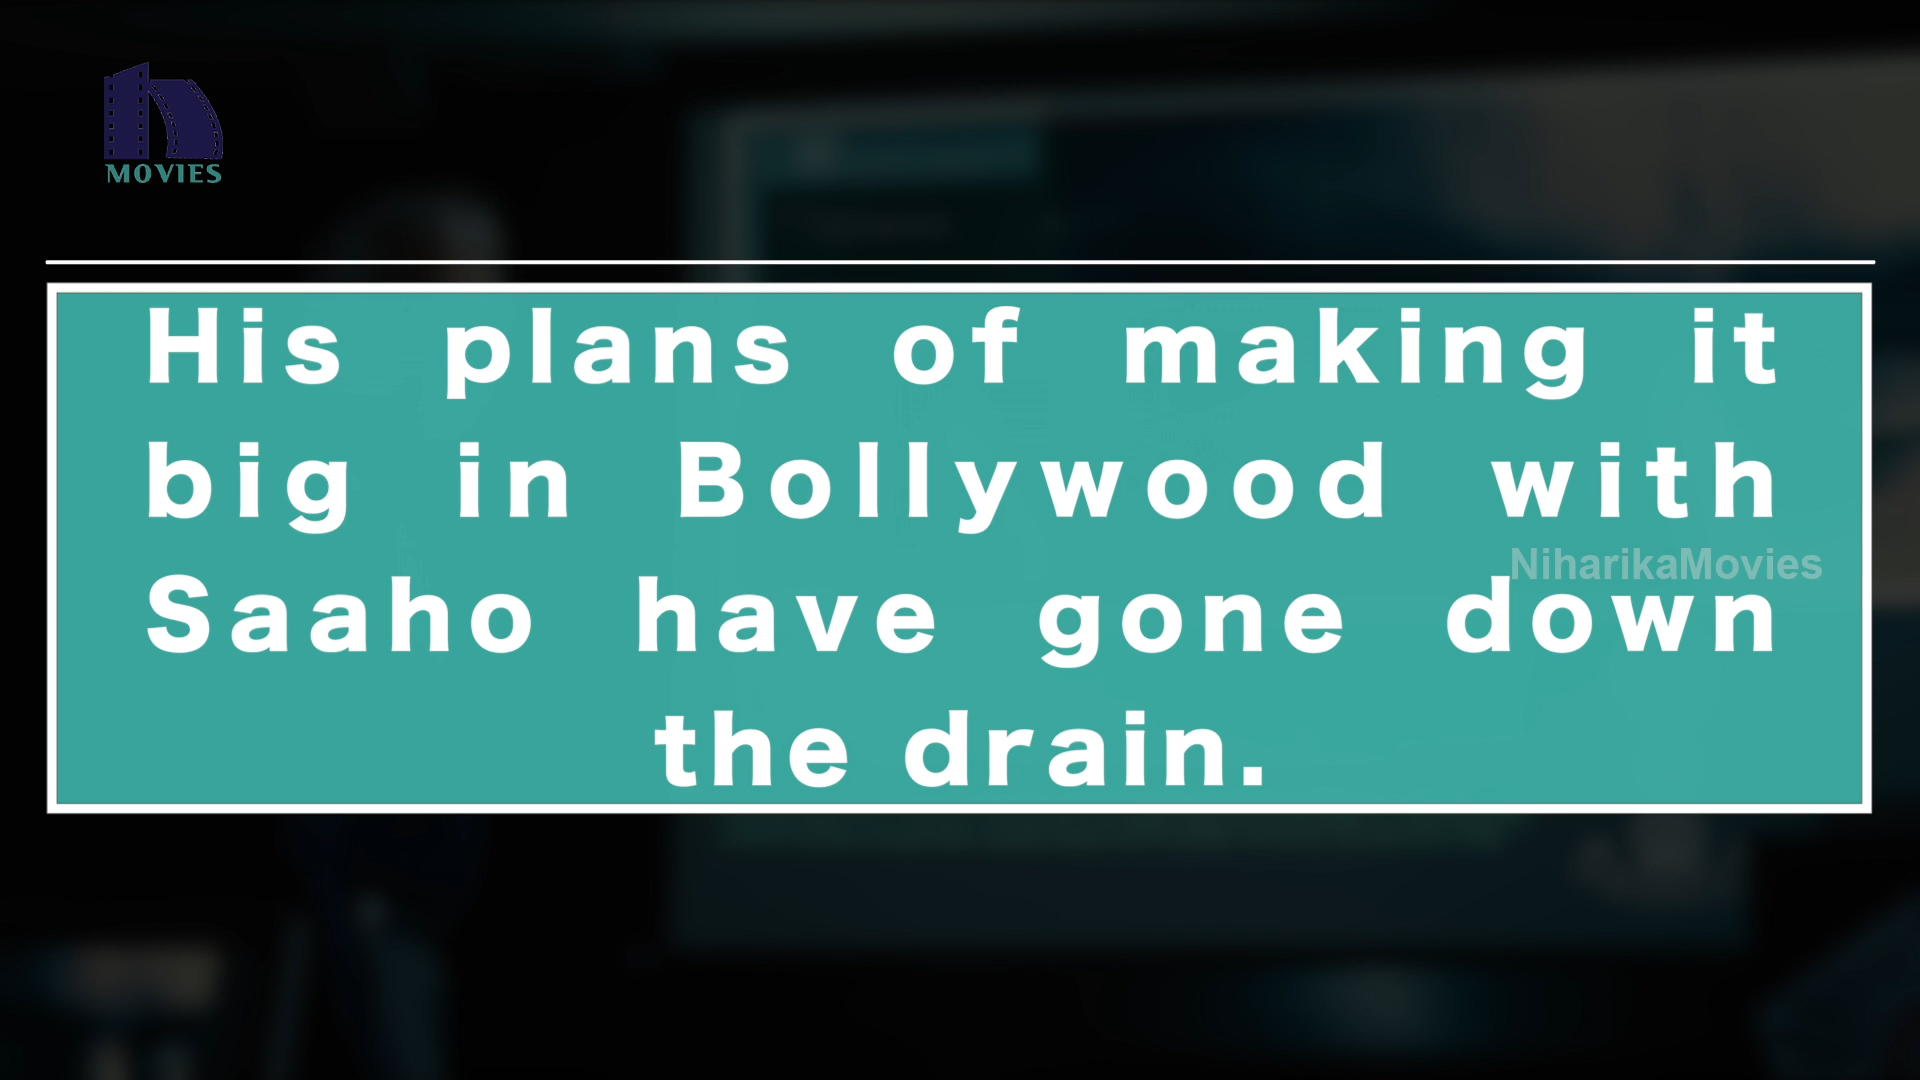 MOVIES
His plans of making it
big in Bollywood with
NiharikaMovies
Saaho have gone down
the drain.